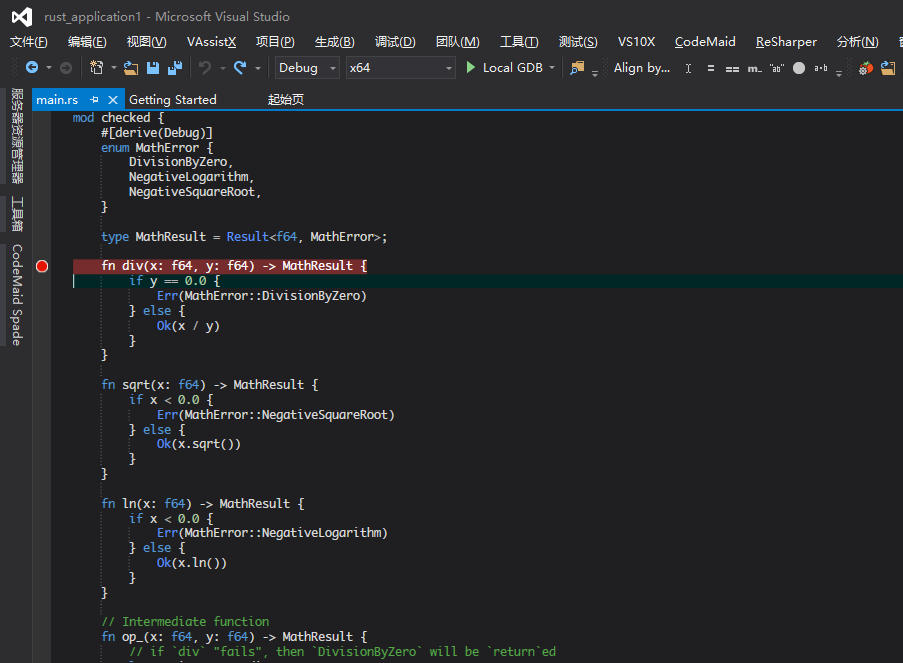 rust_application1 - Microsoft Visual Studio
文件(F) 编辑(E) 视图(V) VAssistX 项目(P) 生成(B) 调试(D) 团队(M) 工具(T) 测试(S) VS10X CodeMaid ReSharper 分析(N)
Debug x64 Local GDB Align by...
服务器资源管理器
工具箱
CodeMaid Spade
main.rs Getting Started 起始页
mod checked {
    #[derive(Debug)]
    enum MathError {
        DivisionByZero,
        NegativeLogarithm,
        NegativeSquareRoot,
    }
    type MathResult = Result<f64, MathError>;
    fn div(x: f64, y: f64) -> MathResult {
        if y == 0.0 {
            Err(MathError::DivisionByZero)
        } else {
            Ok(x / y)
        }
    }
    fn sqrt(x: f64) -> MathResult {
        if x < 0.0 {
            Err(MathError::NegativeSquareRoot)
        } else {
            Ok(x.sqrt())
        }
    }
    fn ln(x: f64) -> MathResult {
        if x < 0.0 {
            Err(MathError::NegativeLogarithm)
        } else {
            Ok(x.ln())
        }
    }
    // Intermediate function
    fn op_(x: f64, y: f64) -> MathResult {
        // if `div` "fails", then `DivisionByZero` will be `return`ed